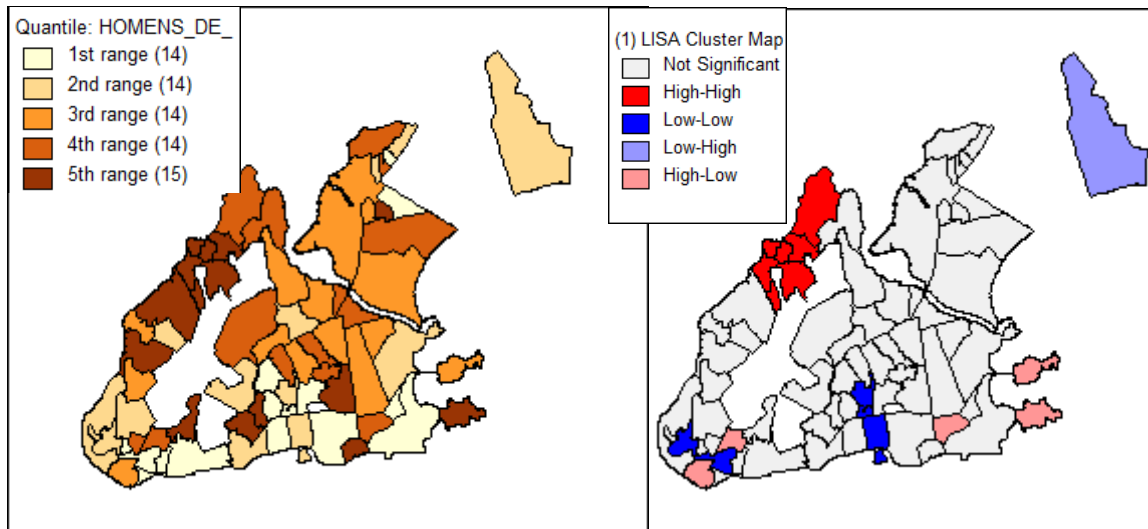 Quantile: HOMENS_DE_
1st range (14)
2nd range (14)
3rd range (14)
4th range (14)
5th range (15)
(1) LISA Cluster Map
Not Significant
High-High
Low-Low
Low-High
High-Low